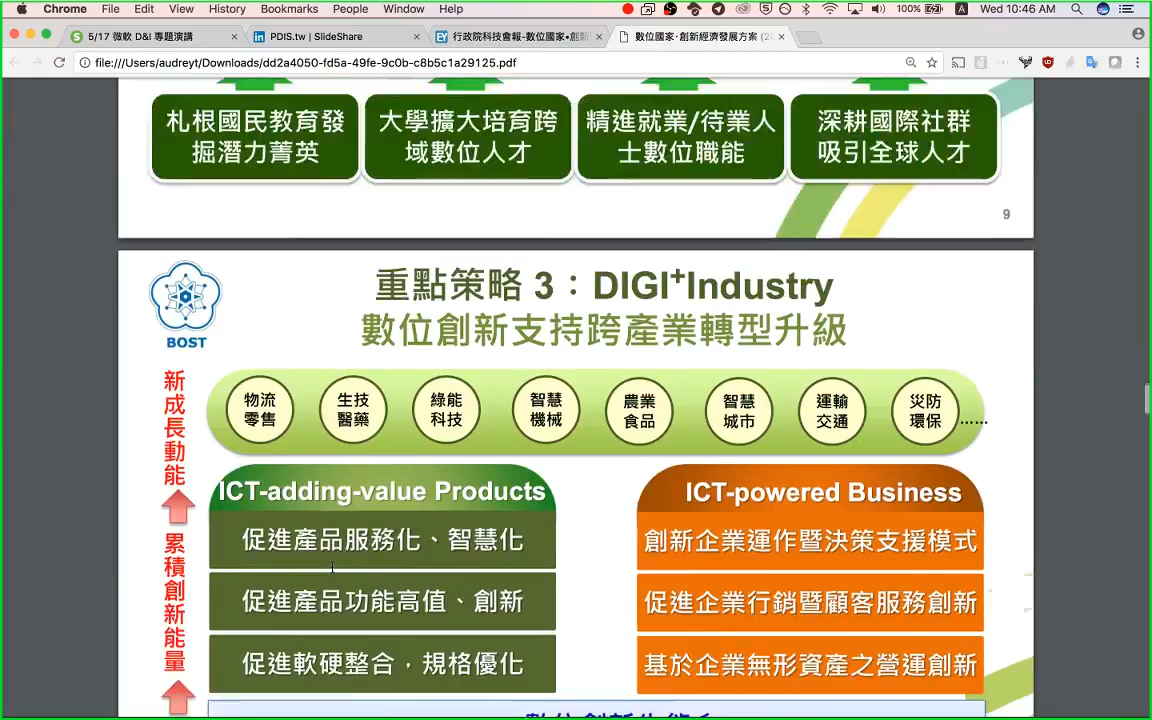 Chrome File Edit View History Bookmarks People Window Help 100% A Wed 10:46 AM
5/17 微軟 D&I 專題演講
PDIS.tw | SlideShare
行政院科技會報-數位國家•創新
數位國家·創新經濟發展方案 (2
file:///Users/audreyt/Downloads/dd2a4050-fd5a-49fe-9c0b-c8b5c1a29125.pdf
札根國民教育發
掘潛力菁英
大學擴大培育跨
域數位人才
精進就業/待業人
士數位職能
深耕國際社群
吸引全球人才
9
BOST
重點策略 3：DIGI⁺Industry
數位創新支持跨產業轉型升級
新成長動能
累積創新能量
物流
零售
生技
醫藥
綠能
科技
智慧
機械
農業
食品
智慧
城市
運輸
交通
災防
環保
......
ICT-adding-value Products
促進產品服務化、智慧化
促進產品功能高值、創新
促進軟硬整合，規格優化
ICT-powered Business
創新企業運作暨決策支援模式
促進企業行銷暨顧客服務創新
基於企業無形資產之營運創新